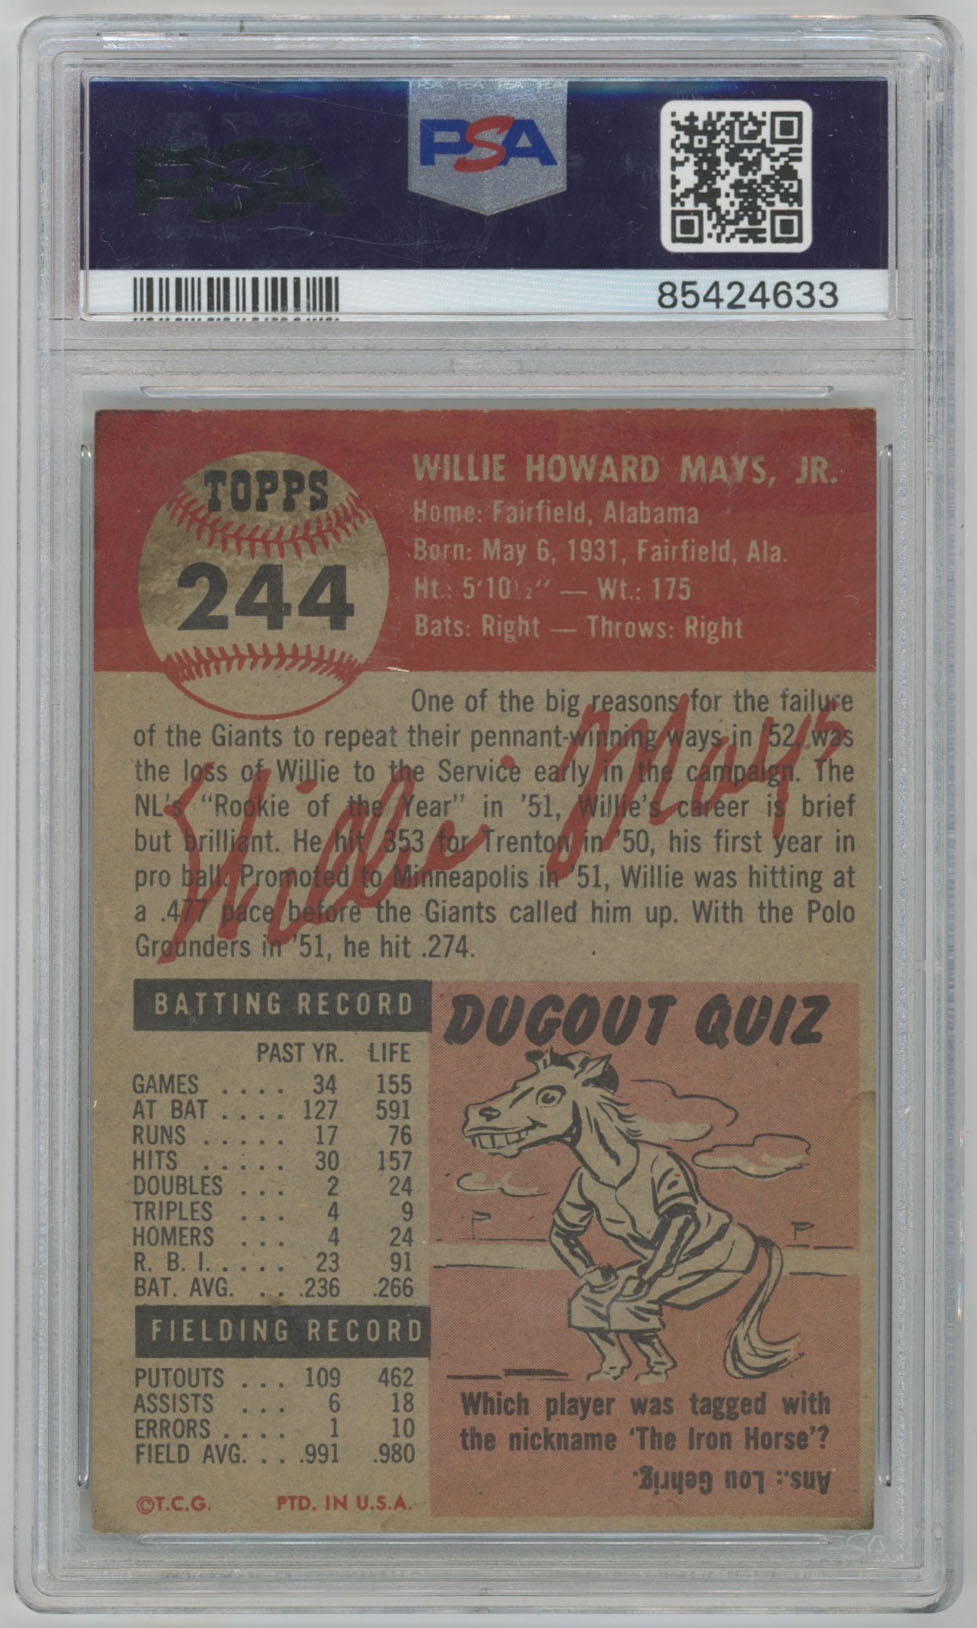 PSA
PSA
85424633
TOPPS
244
WILLIE HOWARD MAYS, JR.
Home: Fairfield, Alabama
Born: May 6, 1931, Fairfield, Ala.
Ht.: 5'10½" — Wt.: 175
Bats: Right — Throws: Right
One of the big reasons for the failure
of the Giants to repeat their pennant-winning ways in '52, was
the loss of Willie to the Service early in the campaign. The
NL's "Rookie of the Year" in '51, Willie's career is brief
but brilliant. He hit .353 for Trenton in '50, his first year in
pro ball. Promoted to Minneapolis in '51, Willie was hitting at
a .477 pace before the Giants called him up. With the Polo
Grounders in '51, he hit .274.
Willie Mays
BATTING RECORD
PAST YR. LIFE
GAMES .... 34 155
AT BAT .... 127 591
RUNS ..... 17 76
HITS ..... 30 157
DOUBLES ... 2 24
TRIPLES ... 4 9
HOMERS ... 4 24
R. B. I. .... 23 91
BAT. AVG. ... .236 .266
FIELDING RECORD
PUTOUTS ... 109 462
ASSISTS ... 6 18
ERRORS .... 1 10
FIELD AVG. ... .991 .980
©T.C.G. PTD. IN U.S.A.
DUGOUT QUIZ
Which player was tagged with
the nickname 'The Iron Horse'?
Ans.: Lou Gehrig.